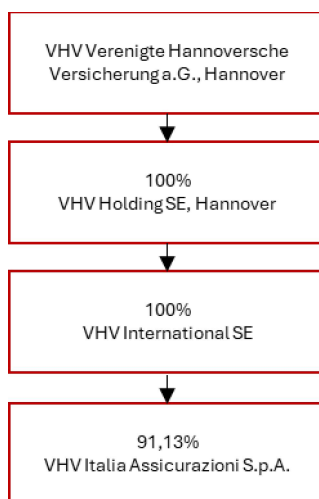 VHV Verenigte Hannoversche
Versicherung a.G., Hannover
100%
VHV Holding SE, Hannover
100%
VHV International SE
91,13%
VHV Italia Assicurazioni S.p.A.